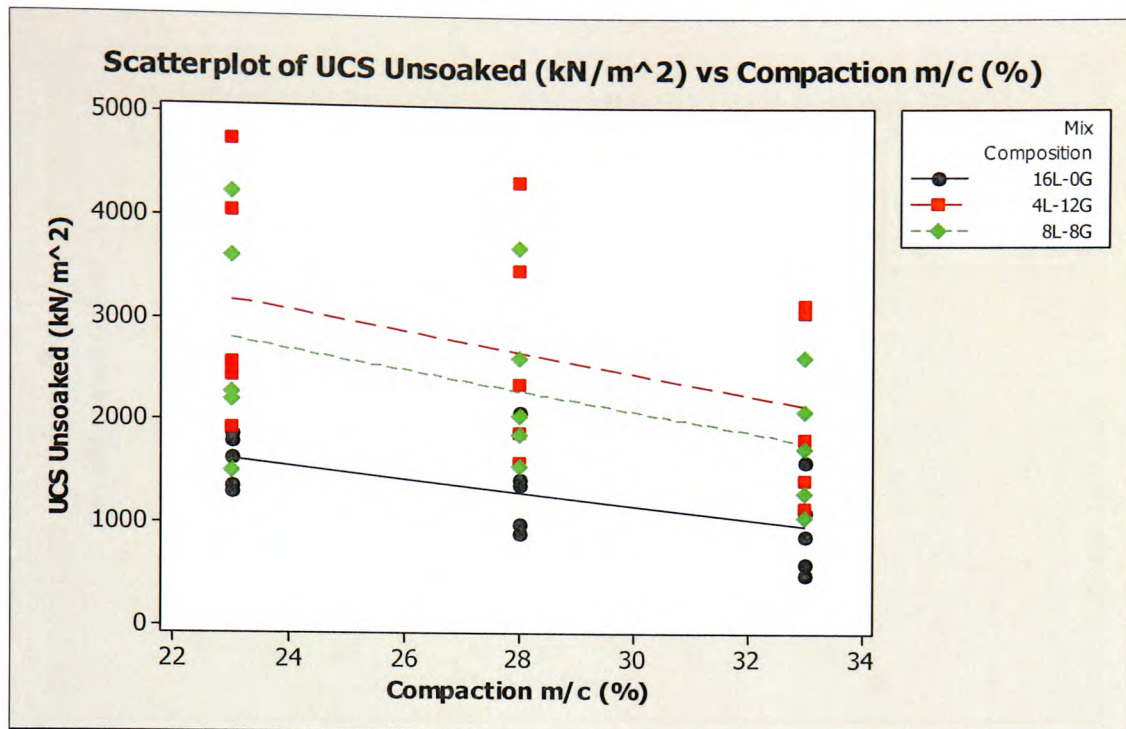 Scatterplot of UCS Unsoaked (kN/m^2) vs Compaction m/c (%)
5000
4000
3000
2000
1000
0
UCS Unsoaked (kN/m^2)
22 24 26 28 30 32 34
Compaction m/c (%)
Mix
Composition
16L-0G
4L-12G
8L-8G